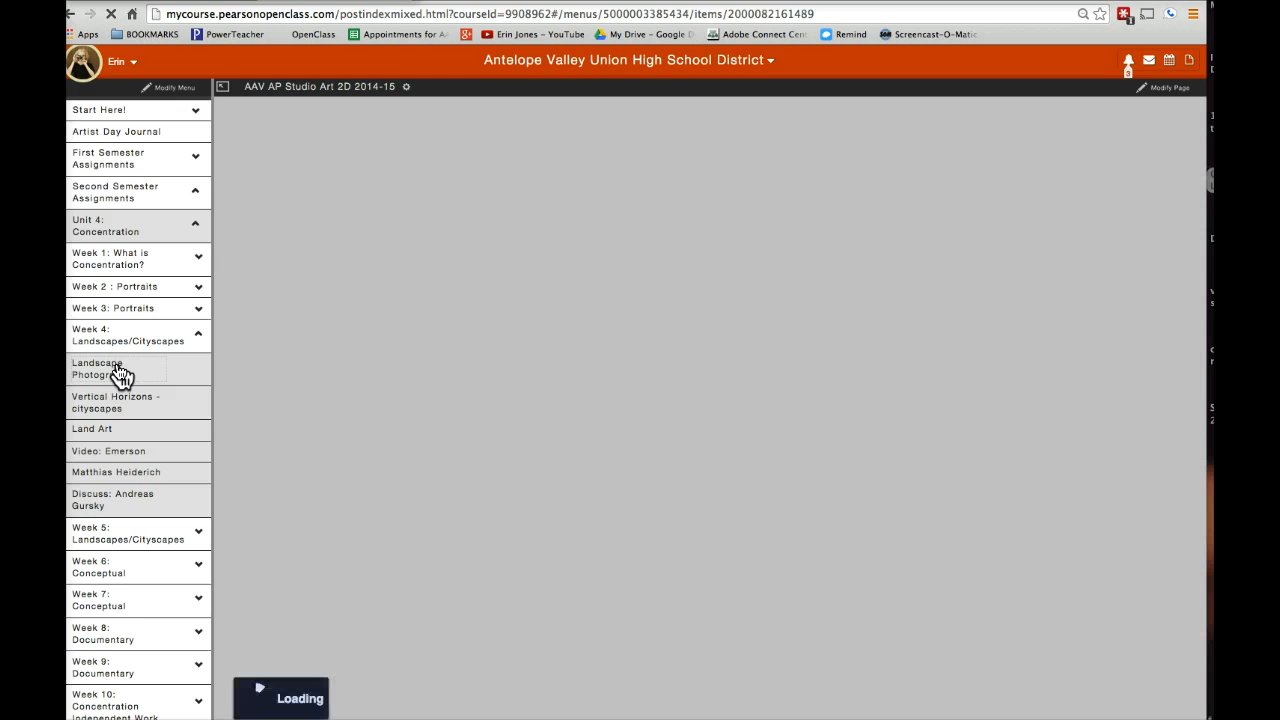 mycourse.pearsonopenclass.com/postindexmixed.html?courseId=9908962#/menus/5000003385434/items/2000082161489
Apps BOOKMARKS PowerTeacher OpenClass Appointments for A Erin Jones - YouTube My Drive - Google D Adobe Connect Cent Remind Screencast-O-Matic
Erin
Antelope Valley Union High School District
3
Modify Menu
AAV AP Studio Art 2D 2014-15
Modify Page
Start Here!
Artist Day Journal
First Semester
Assignments
Second Semester
Assignments
Unit 4:
Concentration
Week 1: What is
Concentration?
Week 2 : Portraits
Week 3: Portraits
Week 4:
Landscapes/Cityscapes
Landscape
Vertical Horizons -
cityscapes
Land Art
Video: Emerson
Matthias Heiderich
Discuss: Andreas
Gursky
Week 5:
Landscapes/Cityscapes
Week 6:
Conceptual
Week 7:
Conceptual
Week 8:
Documentary
Week 9:
Documentary
Week 10:
Concentration
Independent Work
Loading